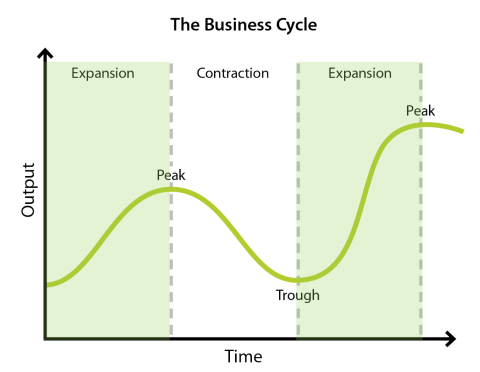 The Business Cycle
Expansion
Contraction
Expansion
Peak
Peak
Trough
Output
Time